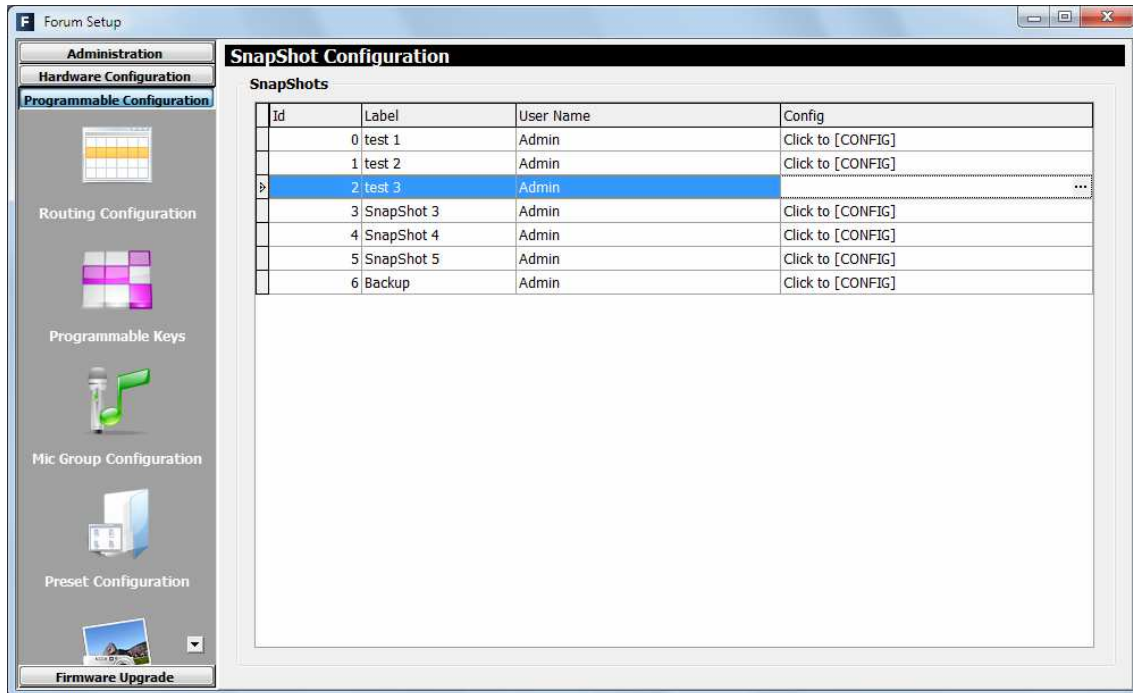 F Forum Setup
Administration
Hardware Configuration
Programmable Configuration
Routing Configuration
Programmable Keys
Mic Group Configuration
Preset Configuration
Firmware Upgrade
SnapShot Configuration
SnapShots
Id Label User Name Config
0 test 1 Admin Click to [CONFIG]
1 test 2 Admin Click to [CONFIG]
2 test 3 Admin ...
3 SnapShot 3 Admin Click to [CONFIG]
4 SnapShot 4 Admin Click to [CONFIG]
5 SnapShot 5 Admin Click to [CONFIG]
6 Backup Admin Click to [CONFIG]